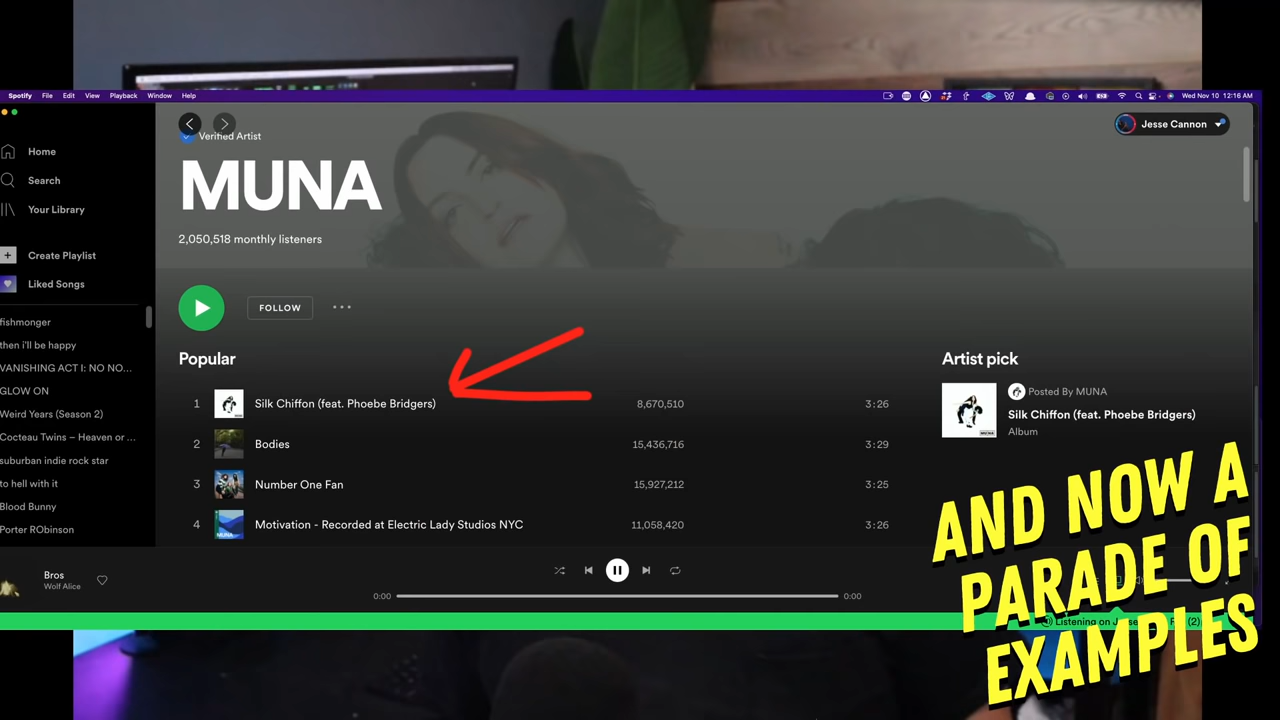 Spotify File Edit View Playback Window Help
Wed Nov 10 12:16 AM
Home
Search
Your Library
Create Playlist
Liked Songs
fishmonger
then i'll be happy
VANISHING ACT I: NO NO...
GLOW ON
Weird Years (Season 2)
Cocteau Twins – Heaven or ...
suburban indie rock star
to hell with it
Blood Bunny
Porter RObinson
Verified Artist
Jesse Cannon
MUNA
2,050,518 monthly listeners
FOLLOW
Popular
1 Silk Chiffon (feat. Phoebe Bridgers) 8,670,510 3:26
2 Bodies 15,436,716 3:29
3 Number One Fan 15,927,212 3:25
4 Motivation - Recorded at Electric Lady Studios NYC 11,058,420 3:26
Artist pick
Posted By MUNA
Silk Chiffon (feat. Phoebe Bridgers)
Album
Bros
Wolf Alice
0:00 0:00
Listening on
AND NOW A
PARADE OF
EXAMPLES